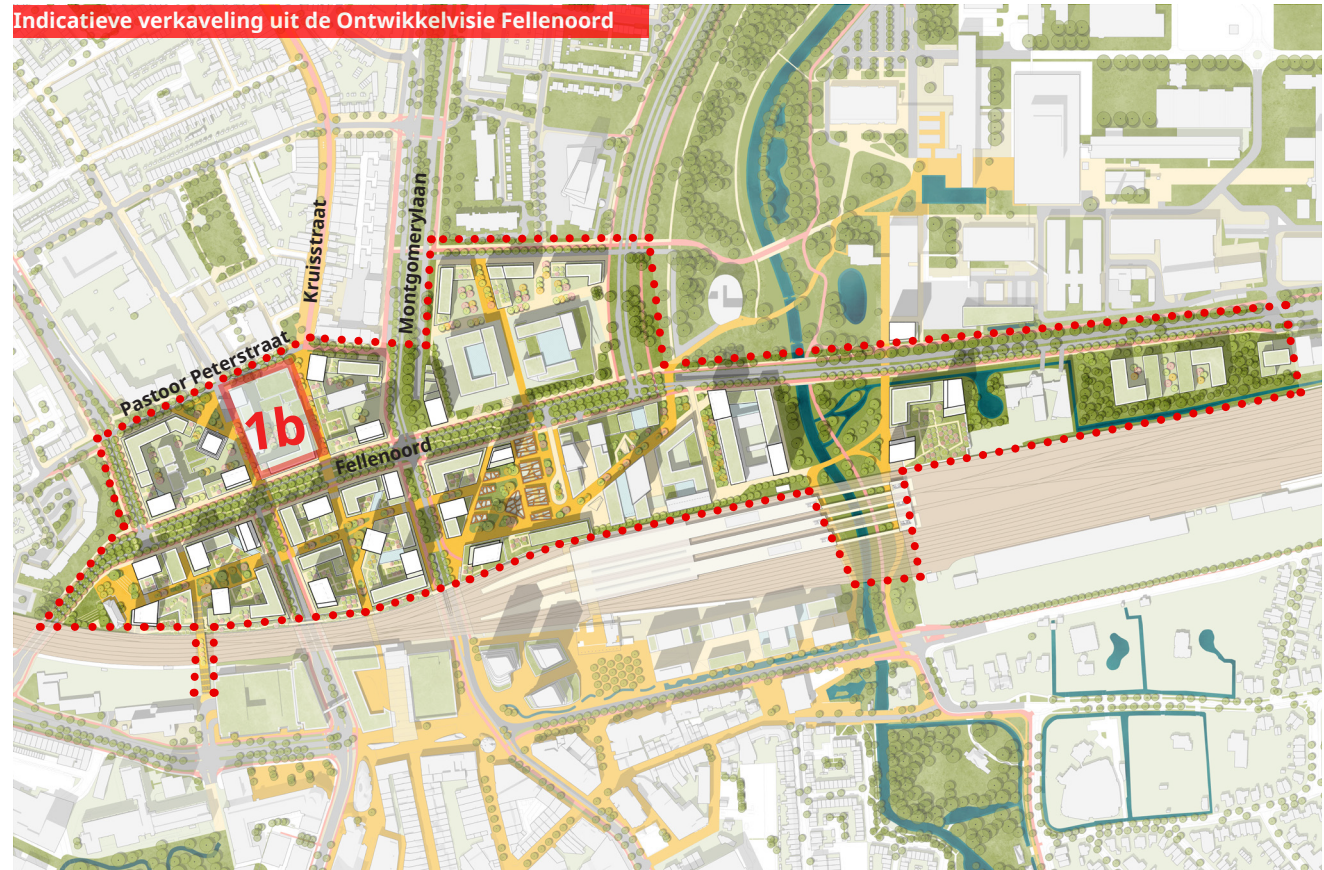 Indicatieve verkaveling uit de Ontwikkelvisie Fellenoord
Kruisstraat
Montgomerylaan
Pastoor Peterstraat
1b
Fellenoord